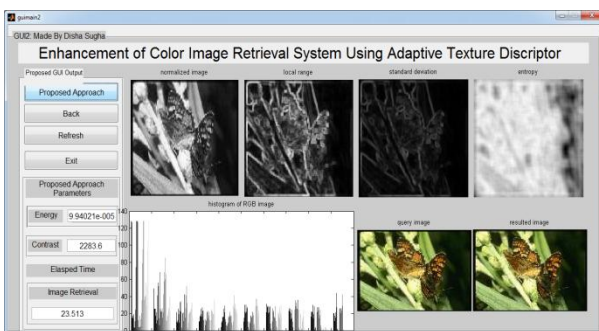 guimain2
GUI2: Made By Disha Sugha
Enhancement of Color Image Retrieval System Using Adaptive Texture Discriptor
Proposed GUI Output
normalized image
local range
standard deviation
entropy
Proposed Approach
Back
Refresh
Exit
Proposed Approach
Parameters
histogram of RGB image
Energy 9.94021e-005
140
120
100
80
60
40
20
0
query image
resulted image
Contrast 2283.6
Elasped Time
Image Retrieval
23.513